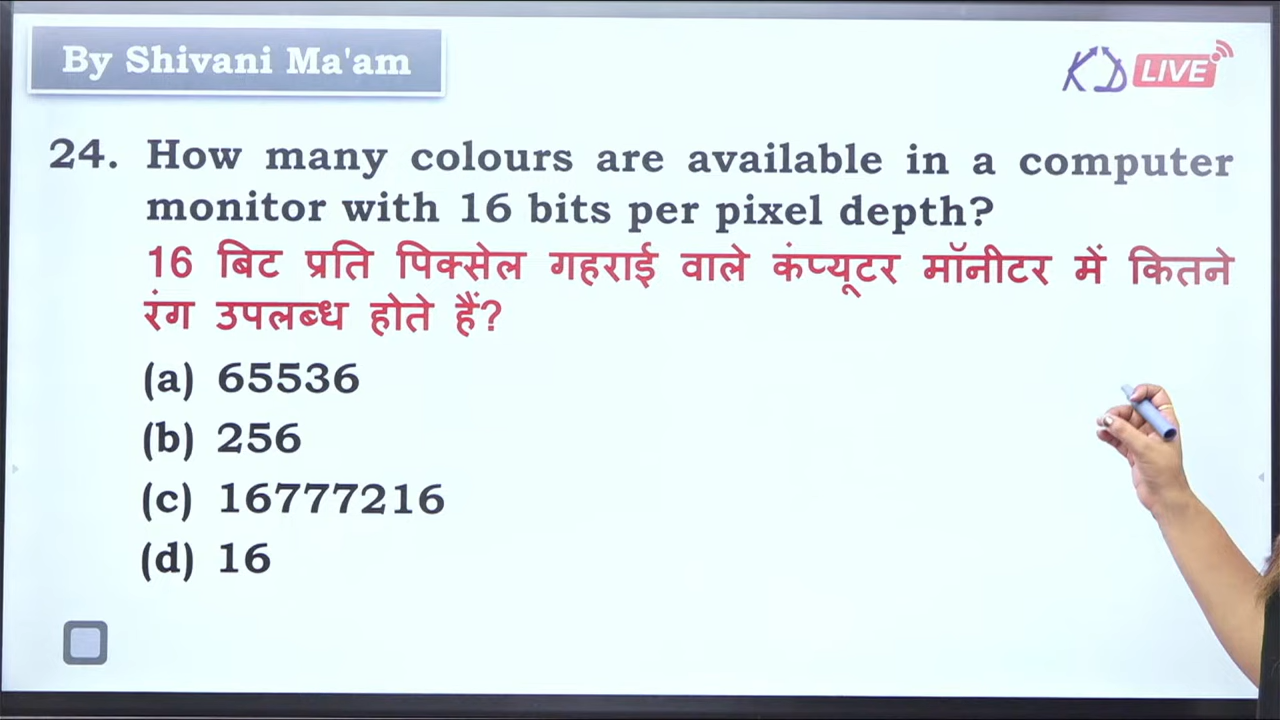 By Shivani Ma'am
KD LIVE
24. How many colours are available in a computer
monitor with 16 bits per pixel depth?
16 बिट प्रति पिक्सेल गहराई वाले कंप्यूटर मॉनीटर में कितने
रंग उपलब्ध होते हैं?
(a) 65536
(b) 256
(c) 16777216
(d) 16